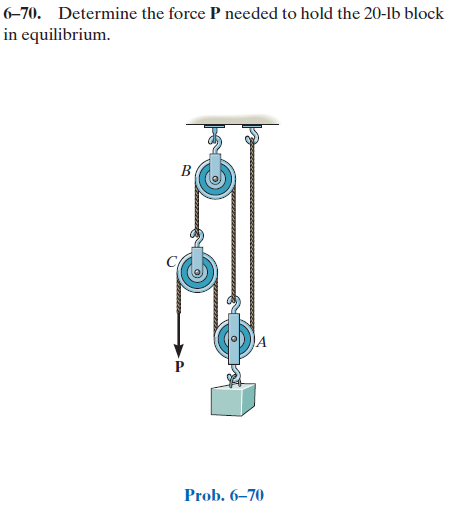 6–70. Determine the force P needed to hold the 20-lb block
in equilibrium.
B
C
A
P
Prob. 6–70